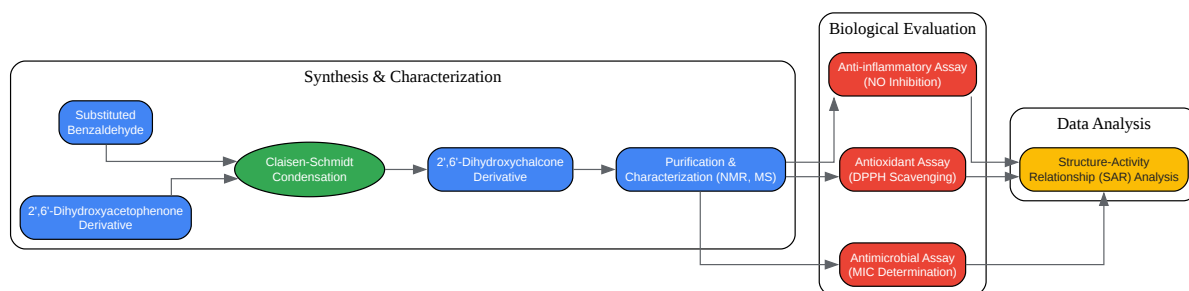 Biological Evaluation
Anti-inflammatory Assay
(NO Inhibition)
Synthesis & Characterization
Substituted
Benzaldehyde
Claisen-Schmidt
Condensation
2',6'-Dihydroxychalcone
Derivative
Purification &
Characterization (NMR, MS)
2',6'-Dihydroxyacetophenone
Derivative
Antioxidant Assay
(DPPH Scavenging)
Antimicrobial Assay
(MIC Determination)
Data Analysis
Structure-Activity
Relationship (SAR) Analysis